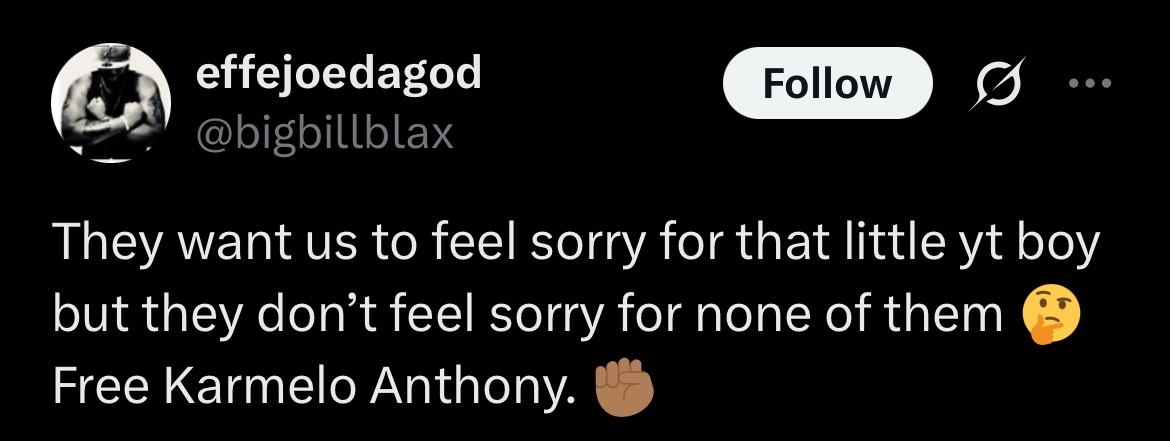 effejoedagod
Follow
@bigbillblax
They want us to feel sorry for that little yt boy
but they don’t feel sorry for none of them 🤨
Free Karmelo Anthony. ✊🏽